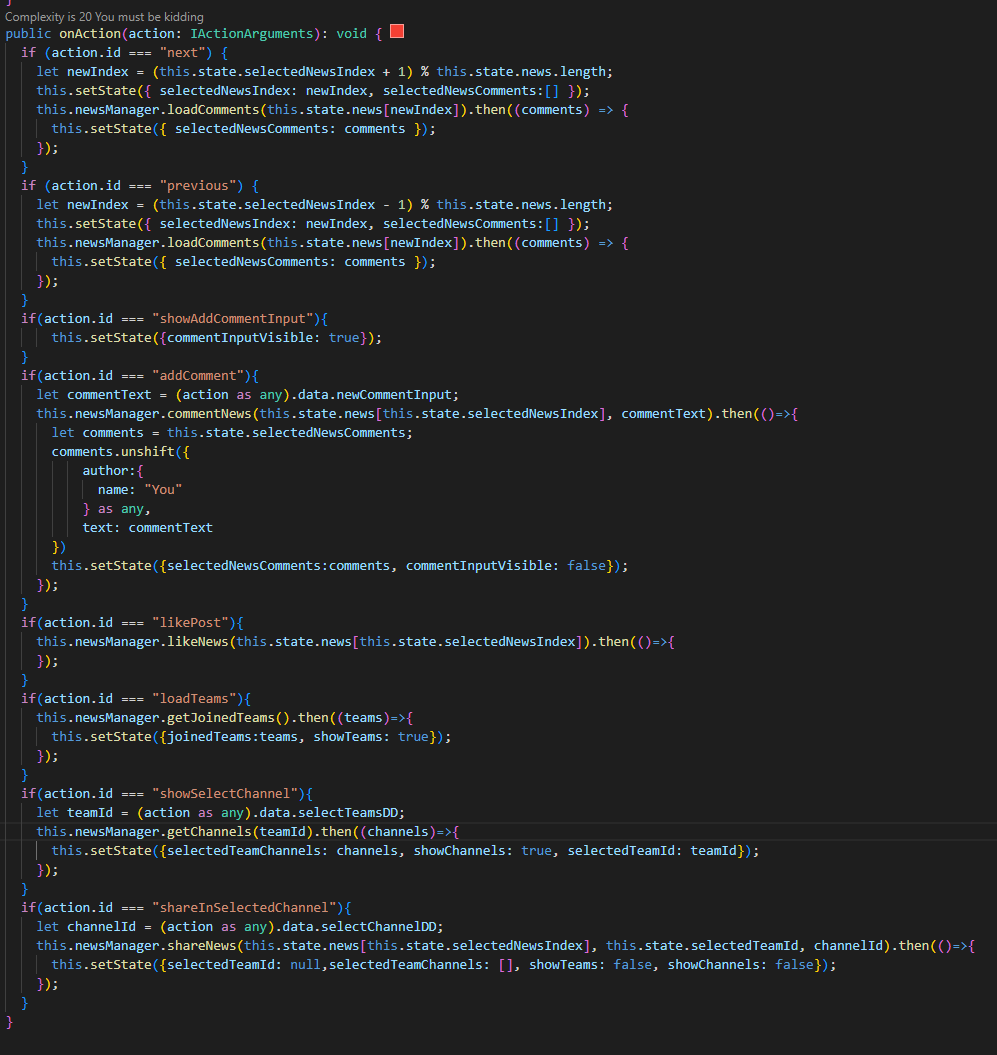 }
Complexity is 20 You must be kidding
public onAction(action: IActionArguments): void {
  if (action.id === "next") {
    let newIndex = (this.state.selectedNewsIndex + 1) % this.state.news.length;
    this.setState({ selectedNewsIndex: newIndex, selectedNewsComments:[] });
    this.newsManager.loadComments(this.state.news[newIndex]).then((comments) => {
      this.setState({ selectedNewsComments: comments });
    });
  }
  if (action.id === "previous") {
    let newIndex = (this.state.selectedNewsIndex - 1) % this.state.news.length;
    this.setState({ selectedNewsIndex: newIndex, selectedNewsComments:[] });
    this.newsManager.loadComments(this.state.news[newIndex]).then((comments) => {
      this.setState({ selectedNewsComments: comments });
    });
  }
  if(action.id === "showAddCommentInput"){
      this.setState({commentInputVisible: true});
  }
  if(action.id === "addComment"){
    let commentText = (action as any).data.newCommentInput;
    this.newsManager.commentNews(this.state.news[this.state.selectedNewsIndex], commentText).then(()=>{
      let comments = this.state.selectedNewsComments;
      comments.unshift({
          author:{
            name: "You"
          } as any,
          text: commentText
      })
      this.setState({selectedNewsComments:comments, commentInputVisible: false});
    });
  }
  if(action.id === "likePost"){
    this.newsManager.likeNews(this.state.news[this.state.selectedNewsIndex]).then(()=>{
    });
  }
  if(action.id === "loadTeams"){
    this.newsManager.getJoinedTeams().then((teams)=>{
      this.setState({joinedTeams:teams, showTeams: true});
    });
  }
  if(action.id === "showSelectChannel"){
    let teamId = (action as any).data.selectTeamsDD;
    this.newsManager.getChannels(teamId).then((channels)=>{
      this.setState({selectedTeamChannels: channels, showChannels: true, selectedTeamId: teamId});
    });
  }
  if(action.id === "shareInSelectedChannel"){
    let channelId = (action as any).data.selectChannelDD;
    this.newsManager.shareNews(this.state.news[this.state.selectedNewsIndex], this.state.selectedTeamId, channelId).then(()=>{
      this.setState({selectedTeamId: null,selectedTeamChannels: [], showTeams: false, showChannels: false});
    });
  }
}